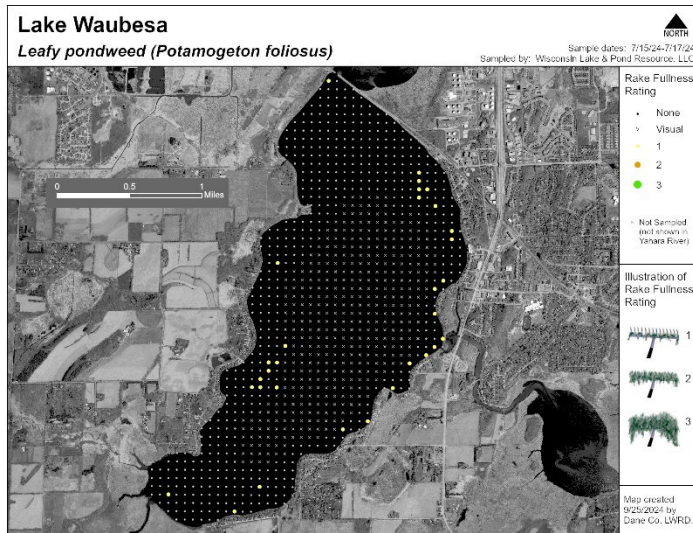 Lake Waubesa
Leafy pondweed (Potamogeton foliosus)
NORTH
Sample dates: 7/15/24-7/17/24
Sampled by: Wisconsin Lake & Pond Resource, LLC
Rake Fullness
Rating
None
Visual
1
2
3
Not Sampled
(not shown in
Yahara River)
0 0.5 1
Miles
Illustration of
Rake Fullness
Rating
1
2
3
Map created
9/25/2024 by
Dane Co. LWRD.